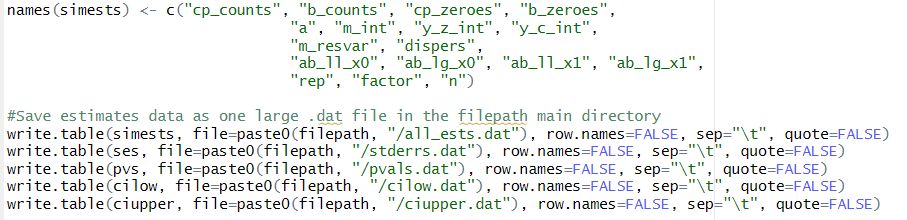 names(simests) <- c("cp_counts", "b_counts", "cp_zeroes", "b_zeroes",
"a", "m_int", "y_z_int", "y_c_int",
"m_resvar", "dispers",
"ab_ll_x0", "ab_lg_x0", "ab_ll_x1", "ab_lg_x1",
"rep", "factor", "n")
#Save estimates data as one large .dat file in the filepath main directory
write.table(simests, file=paste0(filepath, "/all_ests.dat"), row.names=FALSE, sep="\t", quote=FALSE)
write.table(ses, file=paste0(filepath, "/stderrs.dat"), row.names=FALSE, sep="\t", quote=FALSE)
write.table(pvs, file=paste0(filepath, "/pvals.dat"), row.names=FALSE, sep="\t", quote=FALSE)
write.table(cilow, file=paste0(filepath, "/cilow.dat"), row.names=FALSE, sep="\t", quote=FALSE)
write.table(ciupper, file=paste0(filepath, "/ciupper.dat"), row.names=FALSE, sep="\t", quote=FALSE)